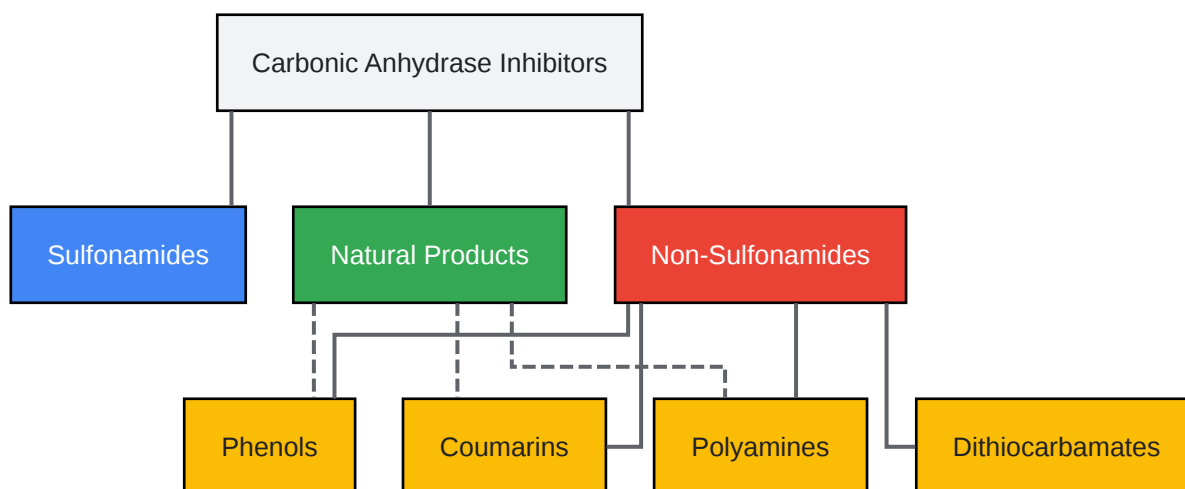 Carbonic Anhydrase Inhibitors
Sulfonamides
Natural Products
Non-Sulfonamides
Phenols
Coumarins
Polyamines
Dithiocarbamates